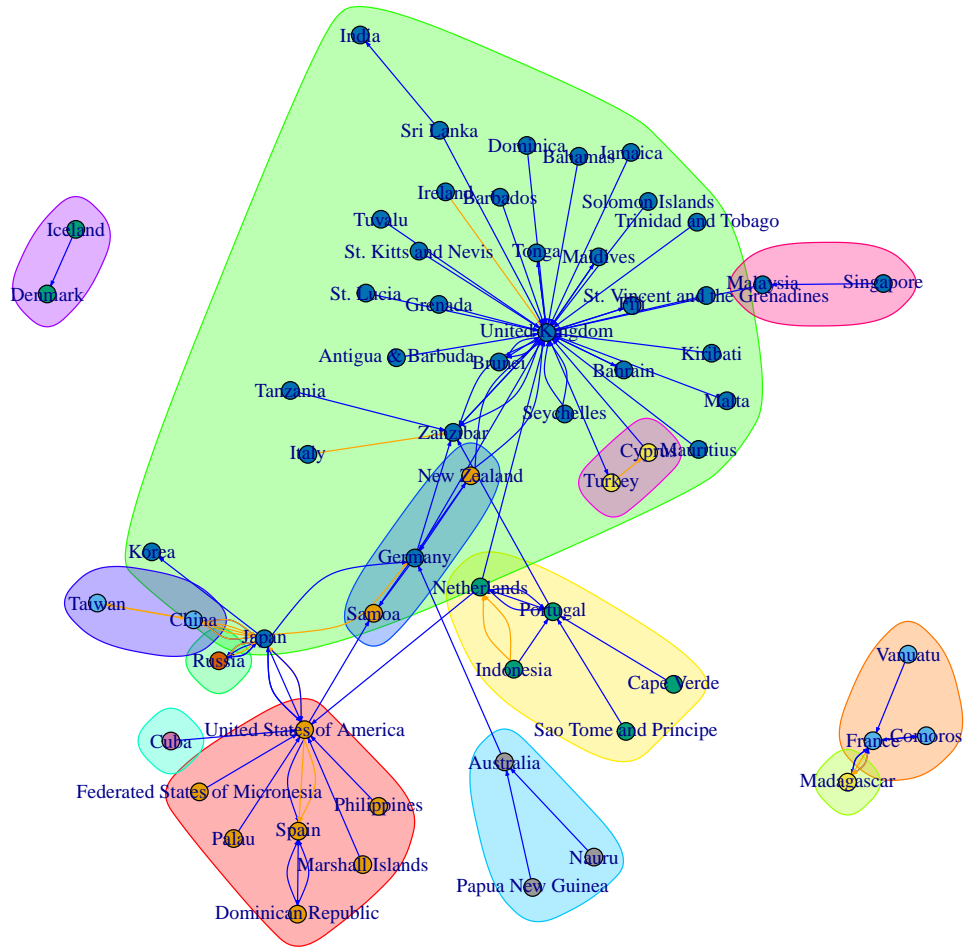 India
Sri Lanka
Dominica
Bahamas
Jamaica
Ireland
Barbados
Solomon Islands
Tuvalu
Trinidad and Tobago
Iceland
St. Kitts and Nevis
Tonga
Maldives
Denmark
St. Lucia
Grenada
Fiji
St. Vincent and the Grenadines
Malaysia
Singapore
United Kingdom
Antigua & Barbuda
Brunei
Bahrain
Kiribati
Tanzania
Seychelles
Malta
Zanzibar
Italy
Cyprus
Mauritius
New Zealand
Turkey
Korea
Germany
Netherlands
Taiwan
China
Samoa
Portugal
Japan
Russia
Indonesia
Vanuatu
Cape Verde
United States of America
Sao Tome and Principe
Cuba
France
Comoros
Australia
Madagascar
Federated States of Micronesia
Philippines
Palau
Spain
Marshall Islands
Nauru
Papua New Guinea
Dominican Republic